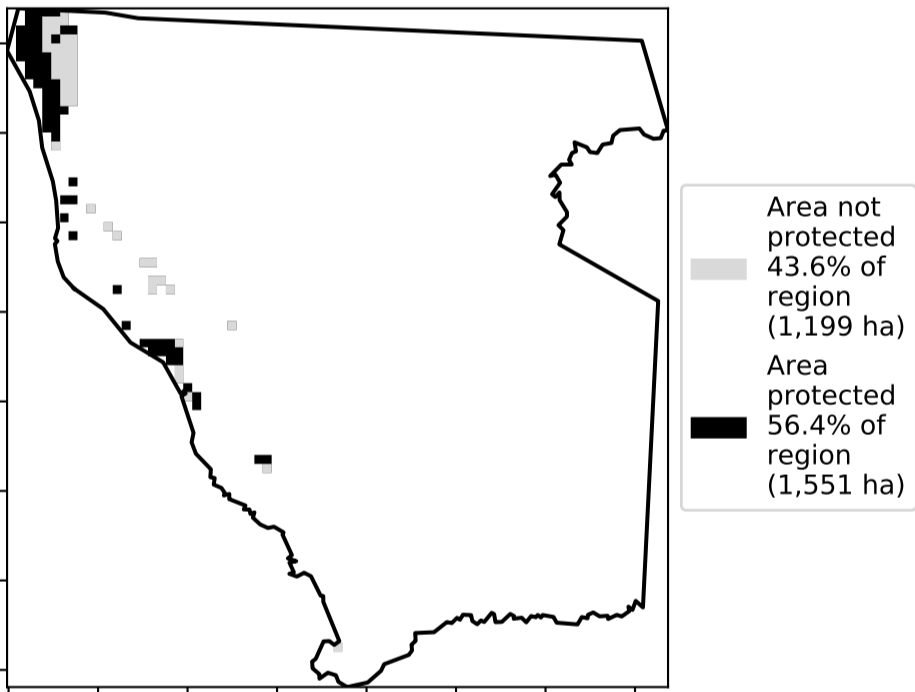 Area not
protected
43.6% of
region
(1,199 ha)
Area
protected
56.4% of
region
(1,551 ha)